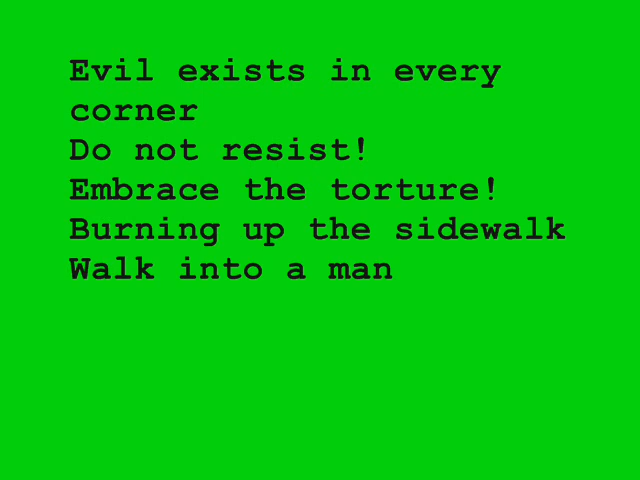 Evil exists in every
corner
Do not resist!
Embrace the torture!
Burning up the sidewalk
Walk into a man